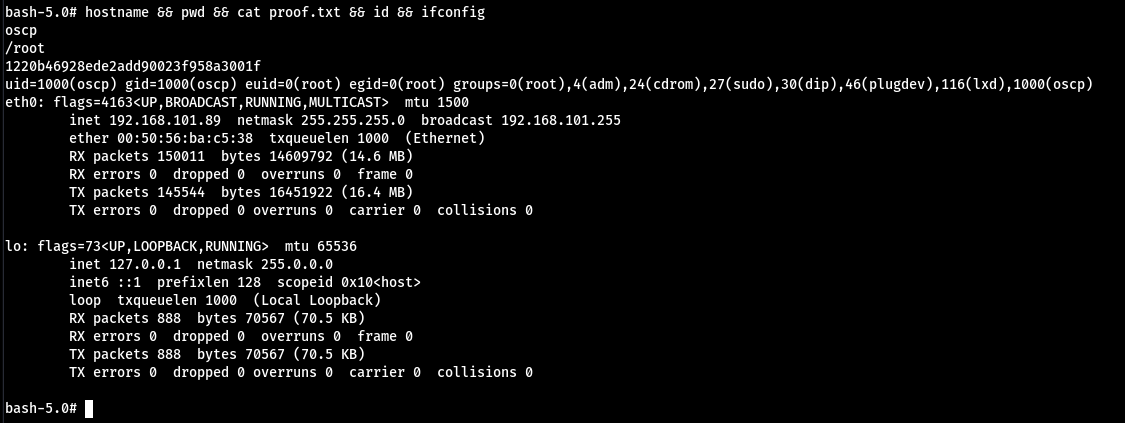 bash-5.0# hostname && pwd && cat proof.txt && id && ifconfig
oscp
/root
1220b46928ede2add90023f958a3001f
uid=1000(oscp) gid=1000(oscp) euid=0(root) egid=0(root) groups=0(root),4(adm),24(cdrom),27(sudo),30(dip),46(plugdev),116(lxd),1000(oscp)
eth0: flags=4163<UP,BROADCAST,RUNNING,MULTICAST>  mtu 1500
        inet 192.168.101.89  netmask 255.255.255.0  broadcast 192.168.101.255
        ether 00:50:56:ba:c5:38  txqueuelen 1000  (Ethernet)
        RX packets 150011  bytes 14609792 (14.6 MB)
        RX errors 0  dropped 0  overruns 0  frame 0
        TX packets 145544  bytes 16451922 (16.4 MB)
        TX errors 0  dropped 0 overruns 0  carrier 0  collisions 0

lo: flags=73<UP,LOOPBACK,RUNNING>  mtu 65536
        inet 127.0.0.1  netmask 255.0.0.0
        inet6 ::1  prefixlen 128  scopeid 0x10<host>
        loop  txqueuelen 1000  (Local Loopback)
        RX packets 888  bytes 70567 (70.5 KB)
        RX errors 0  dropped 0  overruns 0  frame 0
        TX packets 888  bytes 70567 (70.5 KB)
        TX errors 0  dropped 0 overruns 0  carrier 0  collisions 0

bash-5.0#